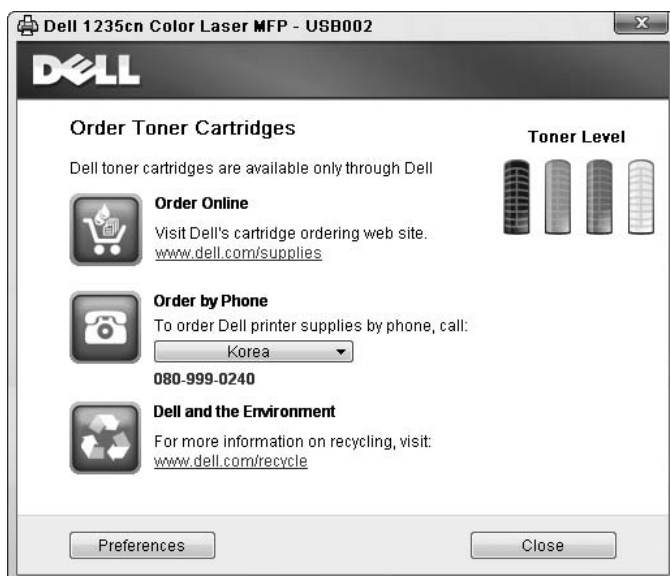 Dell 1235cn Color Laser MFP - USB002
DELL
Order Toner Cartridges
Toner Level
Dell toner cartridges are available only through Dell
Order Online
Visit Dell's cartridge ordering web site.
www.dell.com/supplies
Order by Phone
To order Dell printer supplies by phone, call:
Korea
080-999-0240
Dell and the Environment
For more information on recycling, visit:
www.dell.com/recycle
Preferences
Close